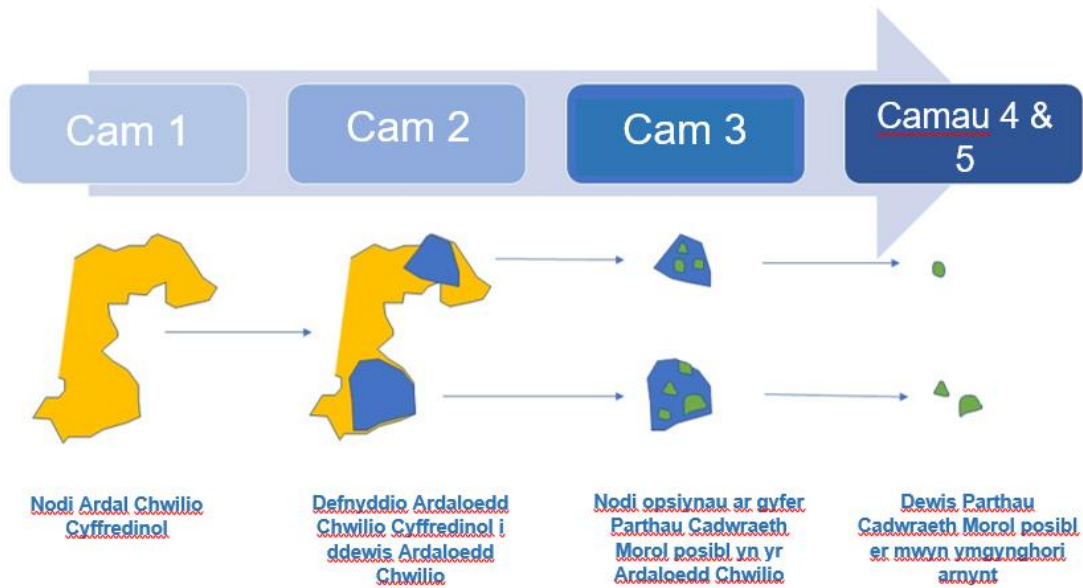 Cam 1
Cam 2
Cam 3
Camau 4 &
5
Nodi Ardal Chwilio
Cyffredinol
Defnyddio Ardaloedd
Chwilio Cyffredinol i
ddewis Ardaloedd
Chwilio
Nodi opsiynau ar gyfer
Parthau Cadwraeth
Morol posibl yn yr
Ardaloedd Chwilio
Dewis Parthau
Cadwraeth Morol posibl
er mwyn ymgynghori
arnynt